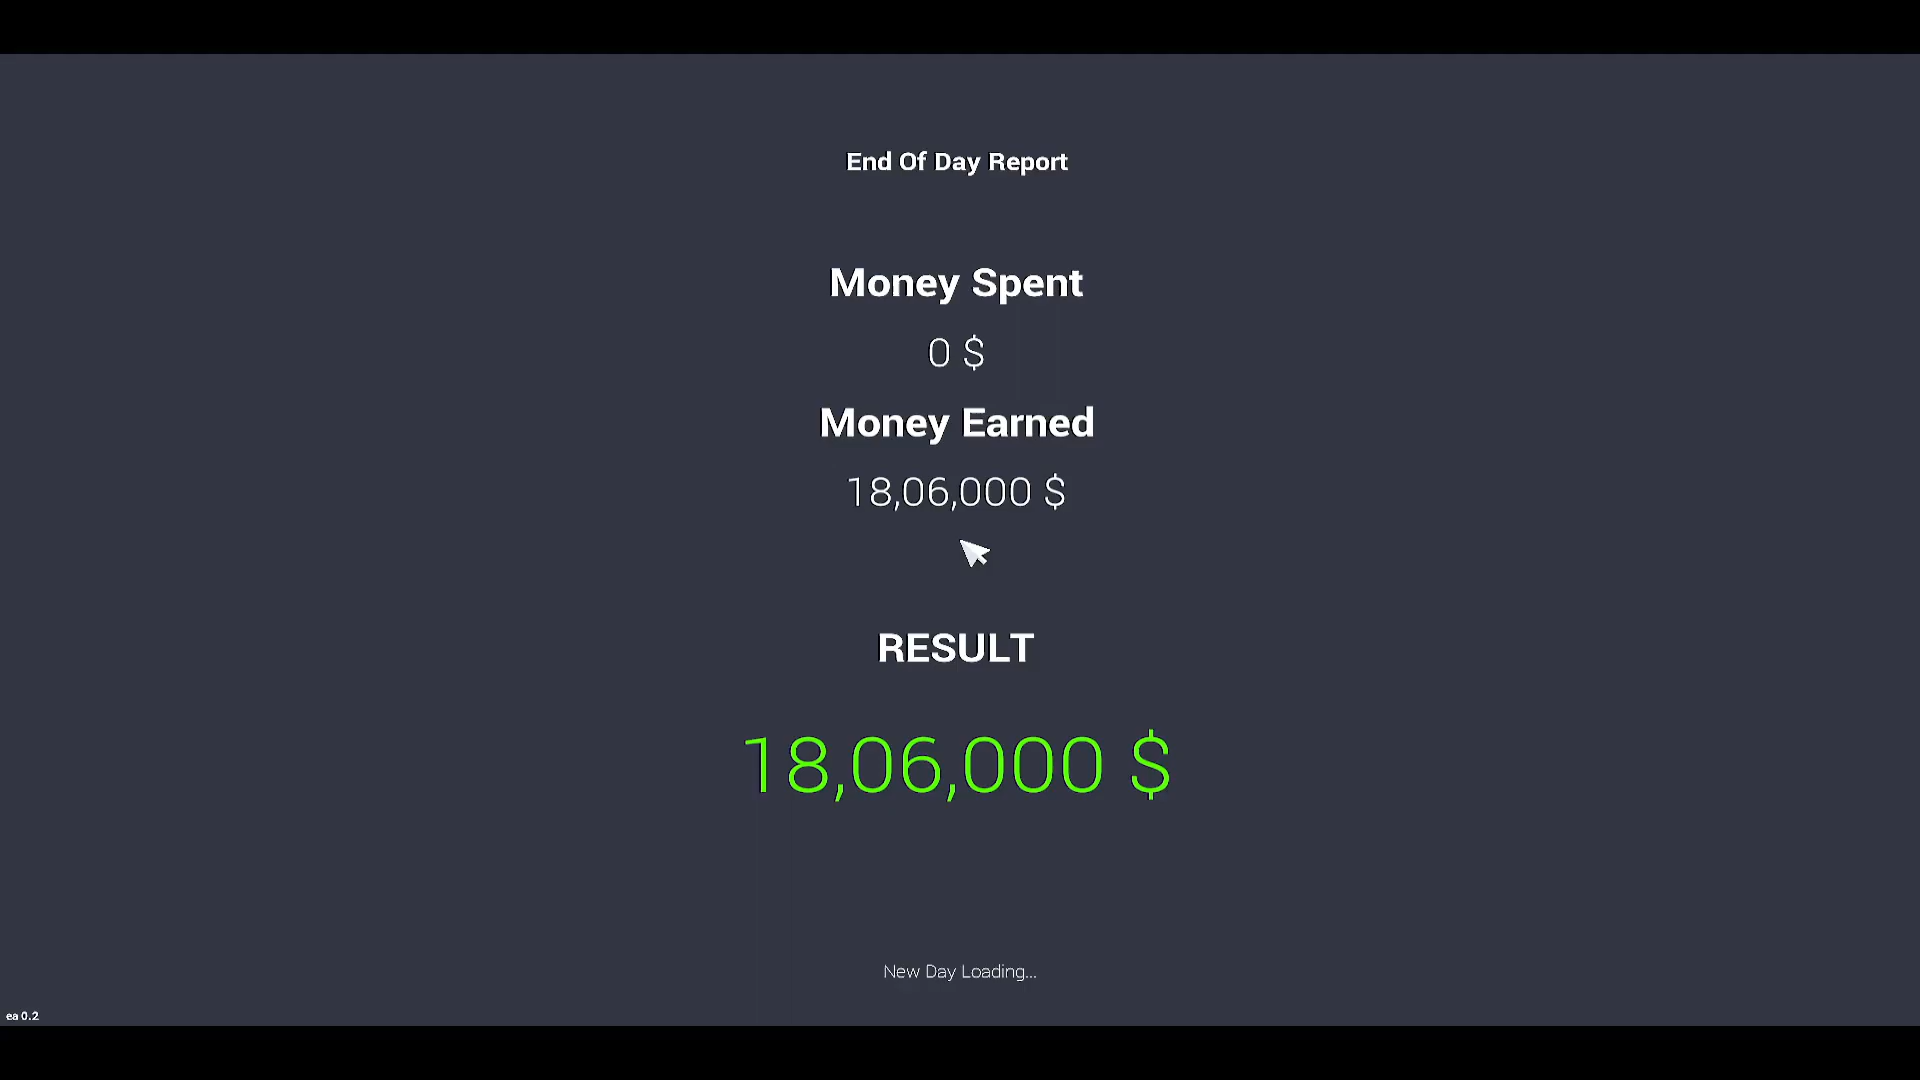 End Of Day Report
Money Spent
0 $
Money Earned
18,06,000 $
RESULT
18,06,000 $
New Day Loading...
ea 0.2